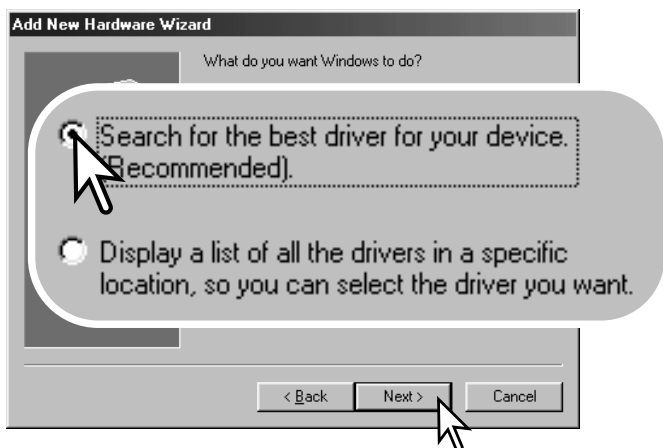 Add New Hardware Wizard
What do you want Windows to do?
Search for the best driver for your device.
(Recommended).
Display a list of all the drivers in a specific
location, so you can select the driver you want.
< Back
Next >
Cancel